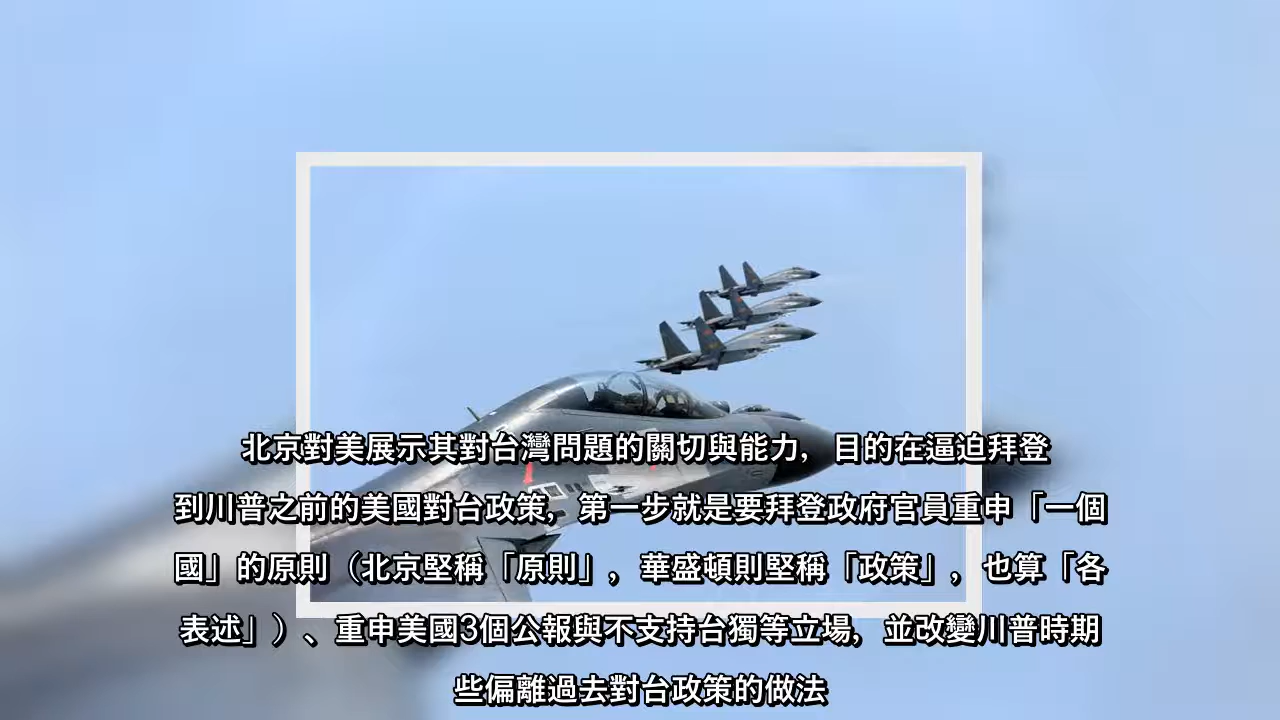 北京對美展示其對台灣問題的關切與能力，目的在逼迫拜登
到川普之前的美國對台政策，第一步就是要拜登政府官員重申「一個
國」的原則（北京堅稱「原則」，華盛頓則堅稱「政策」，也算「各
表述」）、重申美國3個公報與不支持台獨等立場，並改變川普時期
些偏離過去對台政策的做法